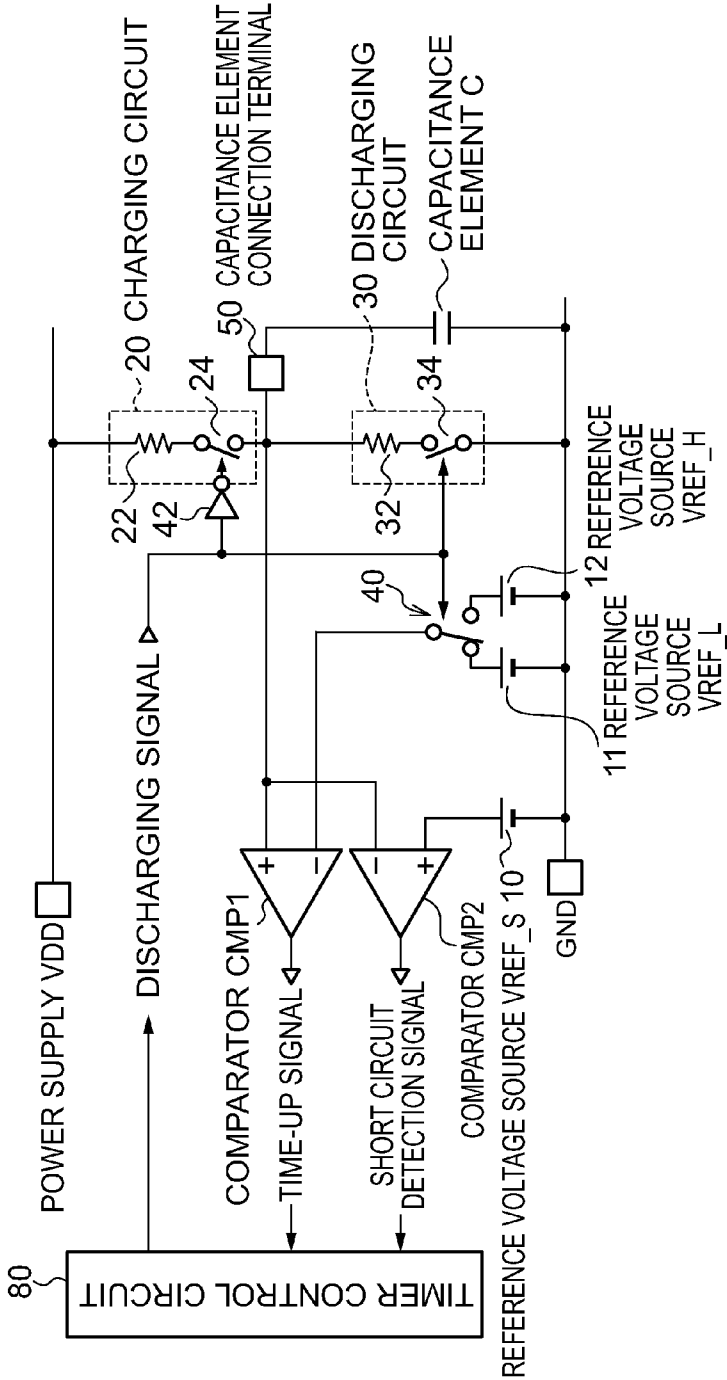 80
TIMER CONTROL CIRCUIT
POWER SUPPLY VDD
DISCHARGING SIGNAL
COMPARATOR CMP1
TIME-UP SIGNAL
SHORT CIRCUIT
DETECTION SIGNAL
COMPARATOR CMP2
REFERENCE VOLTAGE SOURCE VREF_S 10
GND
+
−
−
+
20 CHARGING CIRCUIT
22
24
42
50 CAPACITANCE ELEMENT
CONNECTION TERMINAL
30 DISCHARGING
CIRCUIT
32
34
CAPACITANCE
ELEMENT C
40
11 REFERENCE
VOLTAGE
SOURCE
VREF_L
12 REFERENCE
VOLTAGE
SOURCE
VREF_H